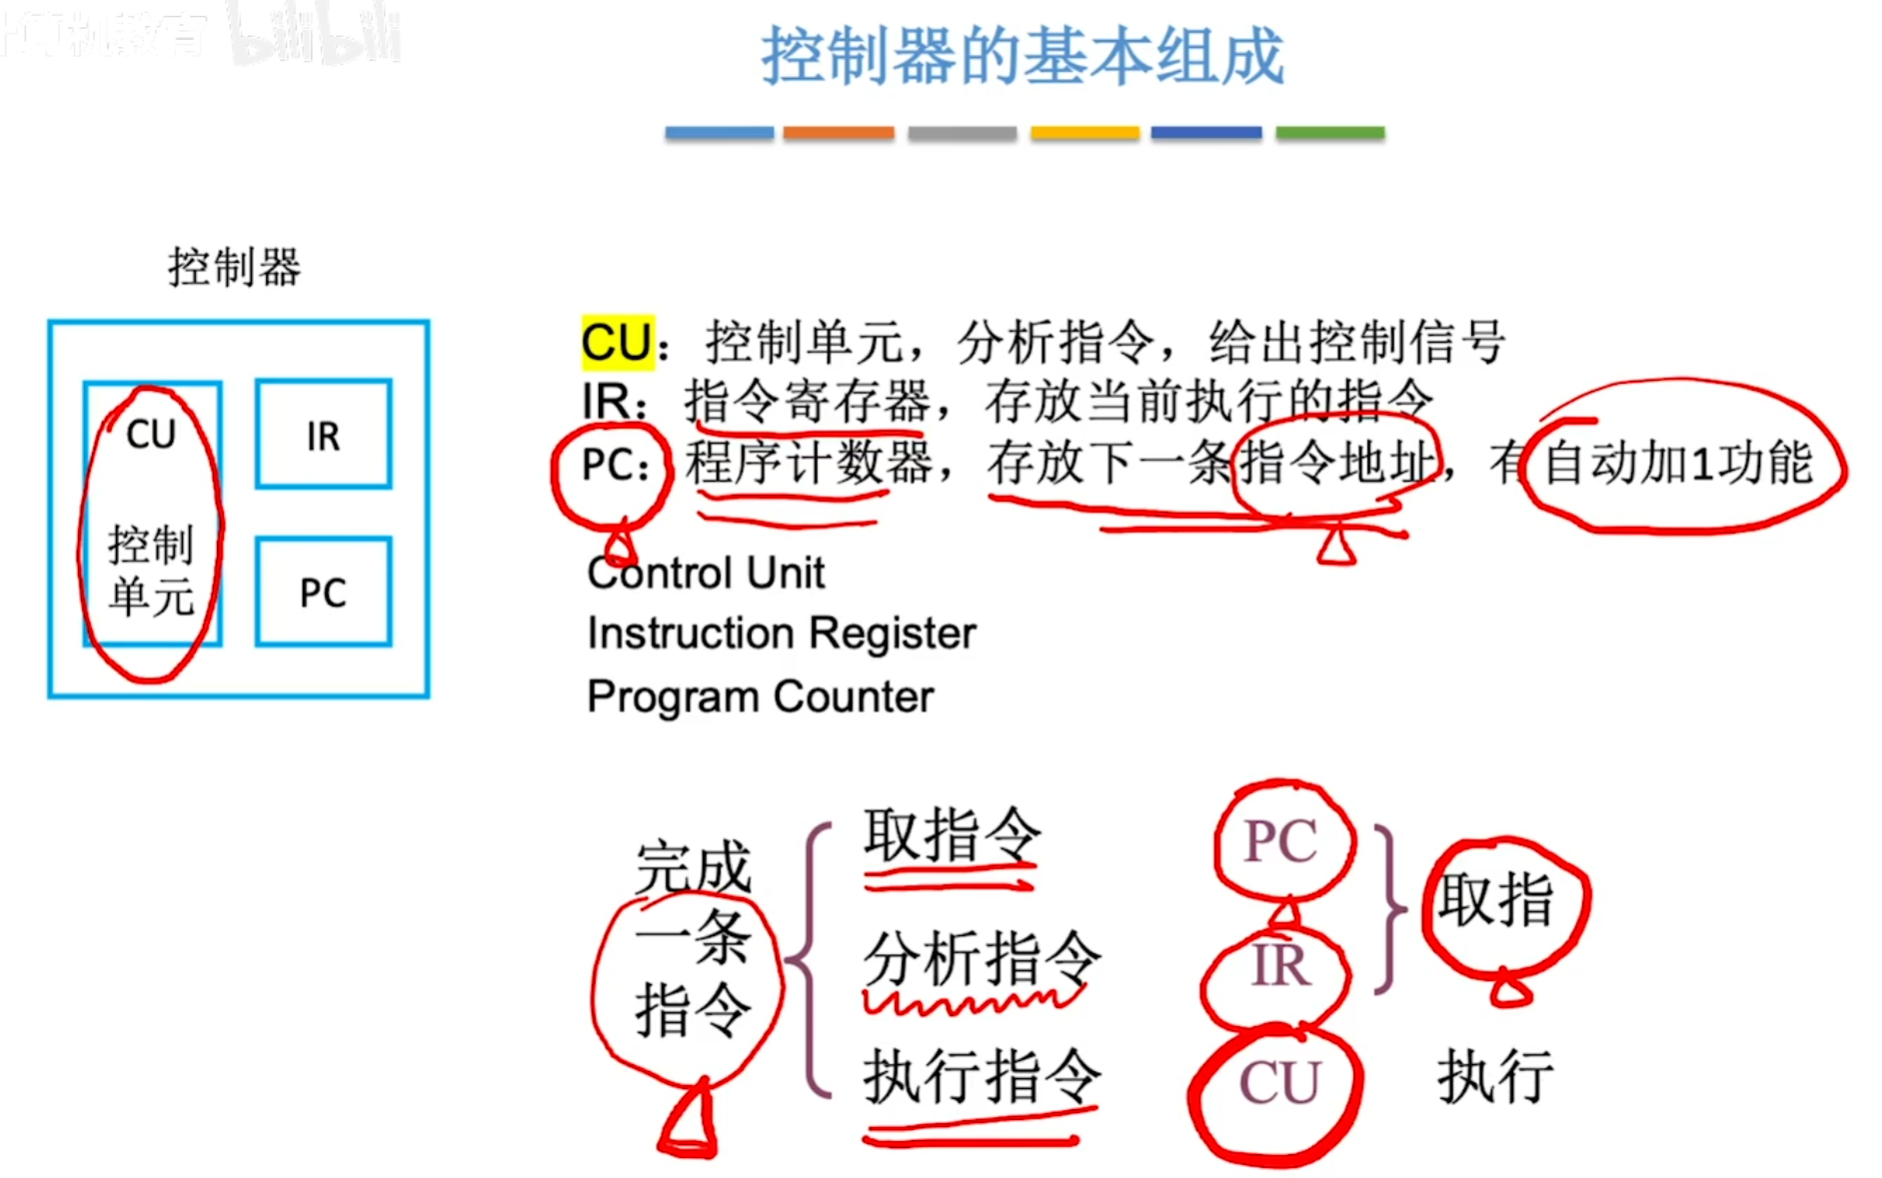 计算机教育 bilibili
控制器的基本组成
控制器
CU
控制
单元
IR
PC
CU：控制单元，分析指令，给出控制信号
IR：指令寄存器，存放当前执行的指令
PC：程序计数器，存放下一条指令地址，有自动加1功能
Control Unit
Instruction Register
Program Counter
完成
一条
指令
取指令
分析指令
执行指令
PC
IR
CU
取指
执行